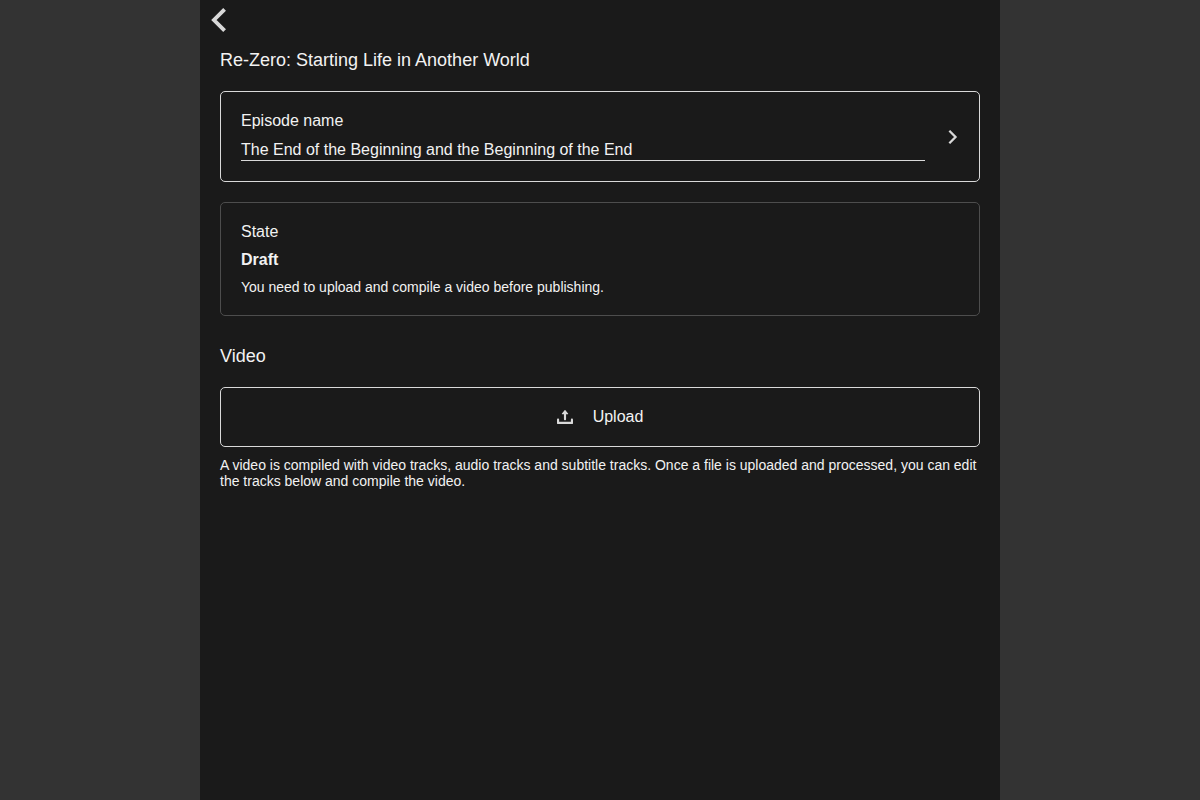 Re-Zero: Starting Life in Another World
Episode name
The End of the Beginning and the Beginning of the End
State
Draft
You need to upload and compile a video before publishing.
Video
Upload
A video is compiled with video tracks, audio tracks and subtitle tracks. Once a file is uploaded and processed, you can edit
the tracks below and compile the video.